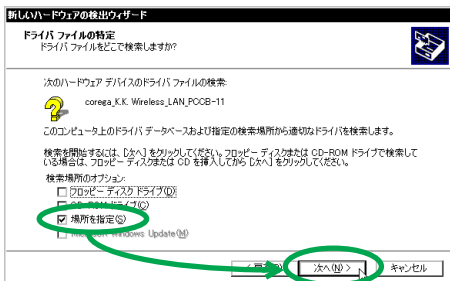 新しいハードウェアの検出ウィザード
ドライバ ファイルの特定
ドライバ ファイルをどこで検索しますか?
次のハードウェア デバイスのドライバ ファイルの検索:
corega_K.K. Wireless_LAN_PCCB-11
このコンピュータ上のドライバ データベースおよび指定の検索場所から適切なドライバを検索します。
検索を開始するには、[次へ] をクリックしてください。フロッピー ディスクまたは CD-ROM ドライブで検索して
いる場合は、フロッピー ディスクまたは CD を挿入してから [次へ] をクリックしてください。
検索場所のオプション:
フロッピー ディスク ドライブ(D)
CD-ROM ドライブ(C)
場所を指定(S)
Microsoft Windows Update(M)
次へ(N) >
キャンセル